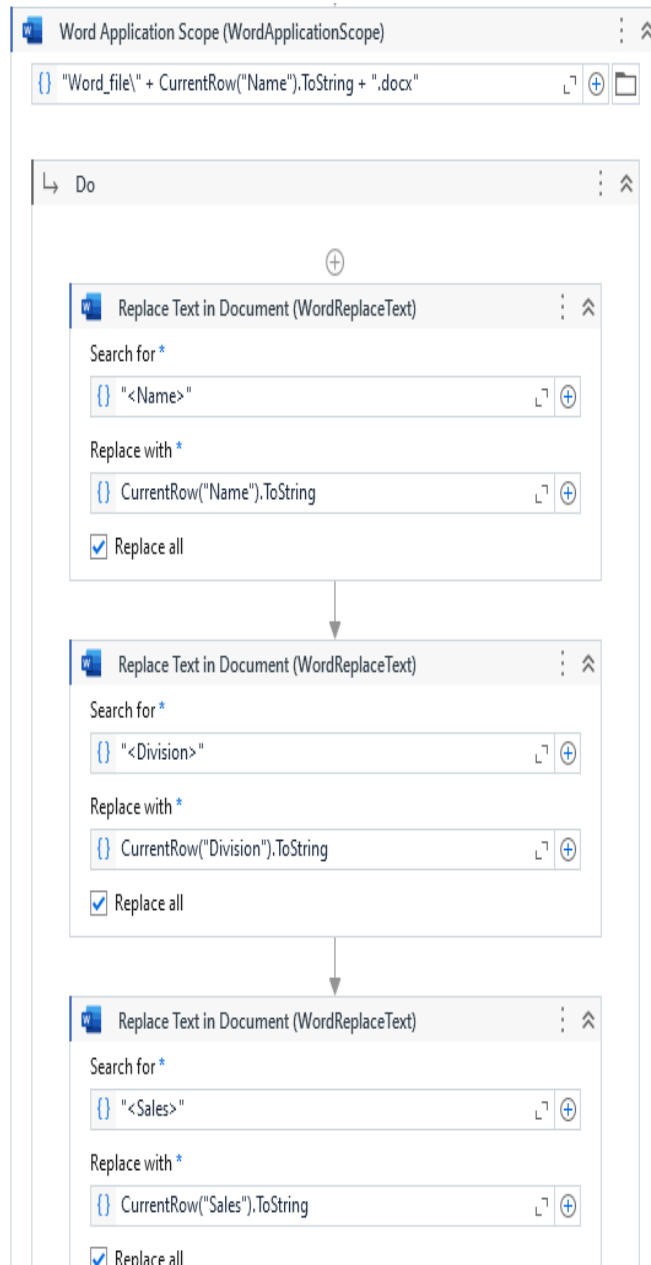 Word Application Scope (WordApplicationScope)
{} "Word_file\" + CurrentRow("Name").ToString + ".docx"
Do
Replace Text in Document (WordReplaceText)
Search for *
{} "<Name>"
Replace with *
{} CurrentRow("Name").ToString
Replace all
Replace Text in Document (WordReplaceText)
Search for *
{} "<Division>"
Replace with *
{} CurrentRow("Division").ToString
Replace all
Replace Text in Document (WordReplaceText)
Search for *
{} "<Sales>"
Replace with *
{} CurrentRow("Sales").ToString
Replace all